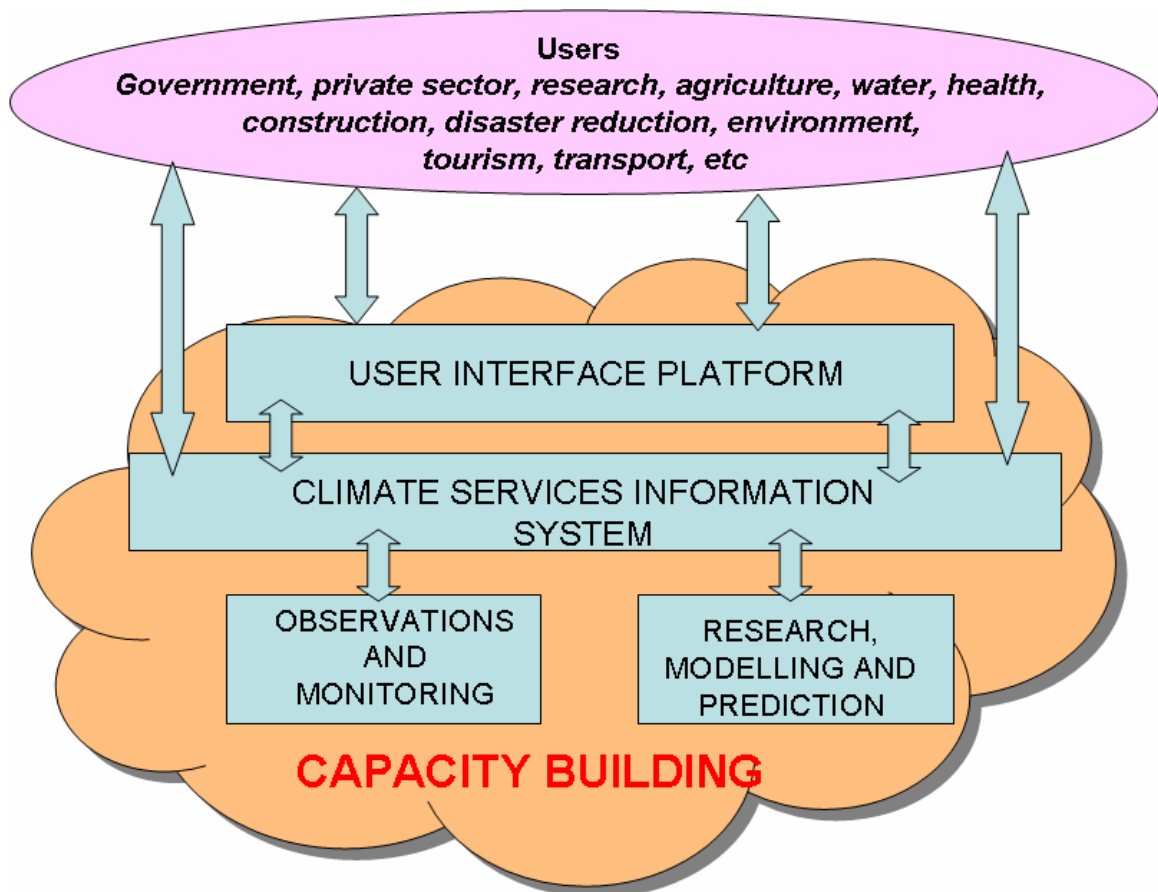 Users
Government, private sector, research, agriculture, water, health,
construction, disaster reduction, environment,
tourism, transport, etc
USER INTERFACE PLATFORM
CLIMATE SERVICES INFORMATION
SYSTEM
OBSERVATIONS
AND
MONITORING
RESEARCH,
MODELLING AND
PREDICTION
CAPACITY BUILDING